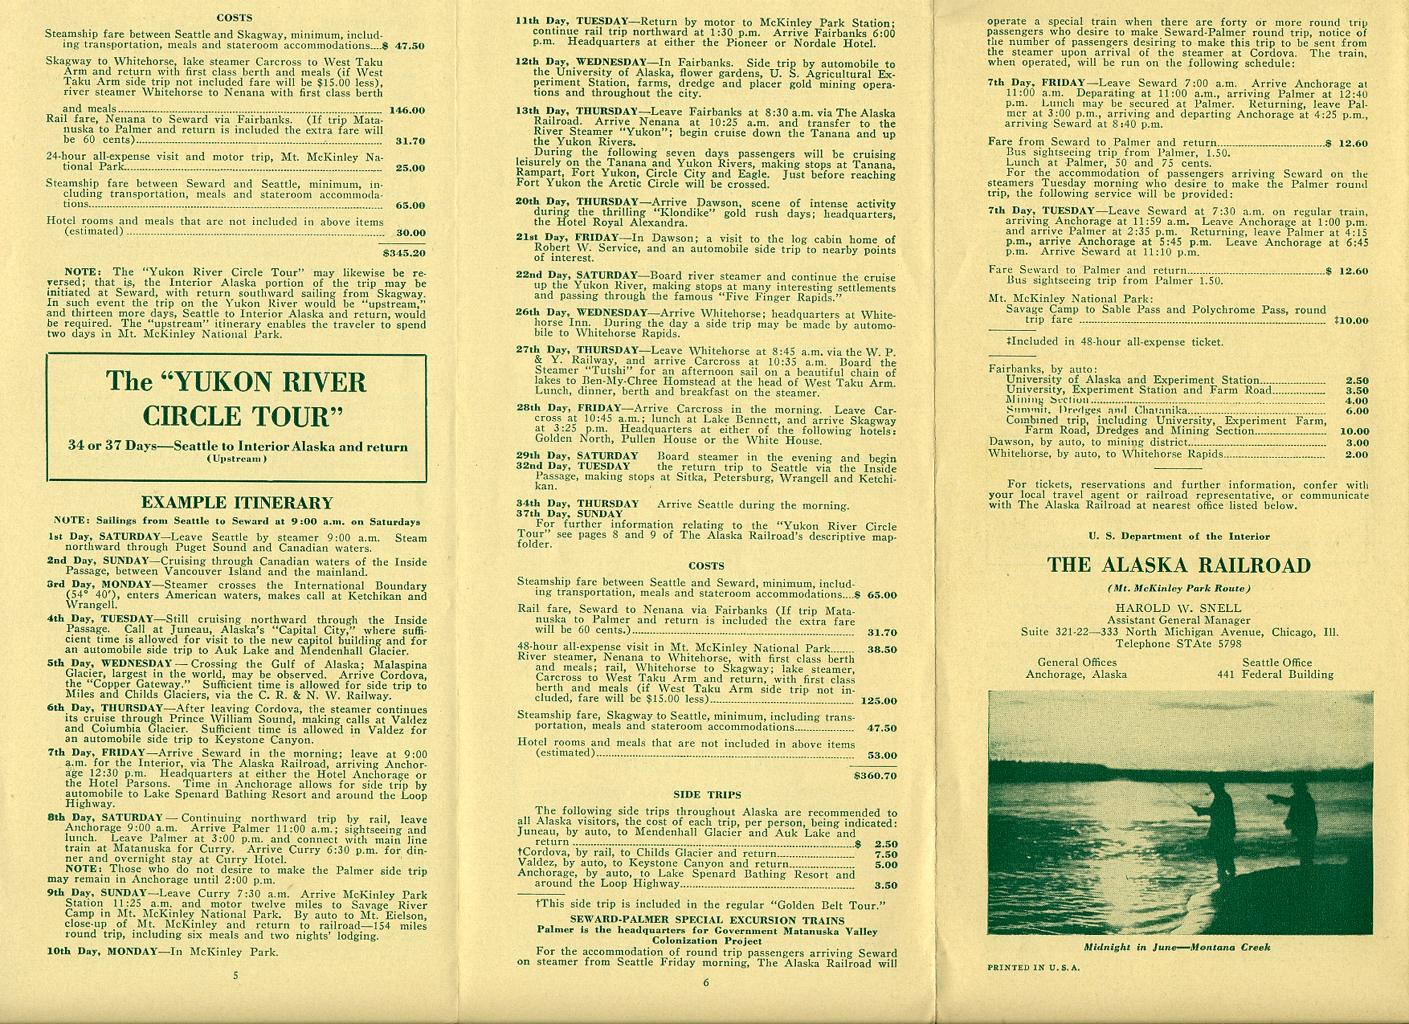 COSTS
Steamship fare between Seattle and Skagway, minimum, includ-
ing transportation, meals and stateroom accommodations....$ 47.50
Skagway to Whitehorse, lake steamer Carcross to West Taku
Arm and return with first class berth and meals (if West
Taku Arm side trip not included fare will be $15.00 less),
river steamer Whitehorse to Nenana with first class berth
and meals........ 146.00
Rail fare, Nenana to Seward via Fairbanks. (If trip Mata-
nuska to Palmer and return is included the extra fare will
be 60 cents)........ 31.70
24-hour all-expense visit and motor trip, Mt. McKinley Na-
tional Park........ 25.00
Steamship fare between Seward and Seattle, minimum, in-
cluding transportation, meals and stateroom accommoda-
tions........ 65.00
Hotel rooms and meals that are not included in above items
(estimated) ........ 30.00
$345.20
NOTE: The "Yukon River Circle Tour" may likewise be re-
versed; that is, the Interior Alaska portion of the trip may be
initiated at Seward, with return southward sailing from Skagway.
In such event the trip on the Yukon River would be "upstream,"
and thirteen more days, Seattle to Interior Alaska and return, would
be required. The "upstream" itinerary enables the traveler to spend
two days in Mt. McKinley National Park.
The "YUKON RIVER
CIRCLE TOUR"
34 or 37 Days—Seattle to Interior Alaska and return
(Upstream)
EXAMPLE ITINERARY
NOTE: Sailings from Seattle to Seward at 9:00 a.m. on Saturdays
1st Day, SATURDAY—Leave Seattle by steamer 9:00 a.m. Steam
northward through Puget Sound and Canadian waters.
2nd Day, SUNDAY—Cruising through Canadian waters of the Inside
Passage, between Vancouver Island and the mainland.
3rd Day, MONDAY—Steamer crosses the International Boundary
(54° 40'), enters American waters, makes call at Ketchikan and
Wrangell.
4th Day, TUESDAY—Still cruising northward through the Inside
Passage. Call at Juneau, Alaska's "Capital City," where suffi-
cient time is allowed for visit to the new capitol building and for
an automobile side trip to Auk Lake and Mendenhall Glacier.
5th Day, WEDNESDAY — Crossing the Gulf of Alaska; Malaspina
Glacier, largest in the world, may be observed. Arrive Cordova,
the "Copper Gateway." Sufficient time is allowed for side trip to
Miles and Childs Glaciers, via the C. R. & N. W. Railway.
6th Day, THURSDAY—After leaving Cordova, the steamer continues
its cruise through Prince William Sound, making calls at Valdez
and Columbia Glacier. Sufficient time is allowed in Valdez for
an automobile side trip to Keystone Canyon.
7th Day, FRIDAY—Arrive Seward in the morning; leave at 9:00
a.m. for the Interior, via The Alaska Railroad, arriving Anchor-
age 12:30 p.m. Headquarters at either the Hotel Anchorage or
the Hotel Parsons. Time in Anchorage allows for side trip by
automobile to Lake Spenard Bathing Resort and around the Loop
Highway.
8th Day, SATURDAY — Continuing northward trip by rail, leave
Anchorage 9:00 am. Arrive Palmer 11:00 a.m.; sightseeing and
lunch. Leave Palmer at 3:00 p.m. and connect with main line
train at Matanuska for Curry. Arrive Curry 6:30 p.m. for din-
ner and overnight stay at Curry Hotel.
NOTE: Those who do not desire to make the Palmer side trip
may remain in Anchorage until 2:00 p.m.
9th Day, SUNDAY—Leave Curry 7:30 a.m. Arrive McKinley Park
Station 11:25 a.m. and motor twelve miles to Savage River
Camp in Mt. McKinley National Park. By auto to Mt. Eielson,
close-up of Mt. McKinley and return to railroad—154 miles
round trip, including six meals and two nights' lodging.
10th Day, MONDAY—In McKinley Park.
5
11th Day, TUESDAY—Return by motor to McKinley Park Station;
continue rail trip northward at 1:30 p.m. Arrive Fairbanks 6:00
p.m. Headquarters at either the Pioneer or Nordale Hotel.
12th Day, WEDNESDAY—In Fairbanks. Side trip by automobile to
the University of Alaska, flower gardens, U. S. Agricultural Ex-
periment Station, farms, dredge and placer gold mining opera-
tions and throughout the city.
13th Day, THURSDAY—Leave Fairbanks at 8:30 a.m. via The Alaska
Railroad. Arrive Nenana 10:25 a.m. and transfer to the
River Steamer "Yukon"; begin cruise down the Tanana and up
the Yukon Rivers.
During the following seven days passengers will be cruising
leisurely on the Tanana and Yukon Rivers, making stops at Tanana,
Rampart, Fort Yukon, Circle City and Eagle. Just before reaching
Fort Yukon the Arctic Circle will be crossed.
20th Day, THURSDAY—Arrive Dawson, scene of intense activity
during the thrilling "Klondike" gold rush days; headquarters,
the Hotel Royal Alexandra.
21st Day, FRIDAY—In Dawson; a visit to the log cabin home of
Robert W. Service, and an automobile side trip to nearby points
of interest.
22nd Day, SATURDAY—Board river steamer and continue the cruise
up the Yukon River, making stops at many interesting settlements
and passing through the famous "Five Finger Rapids."
26th Day, WEDNESDAY—Arrive Whitehorse; headquarters at White-
horse Inn. During the day a side trip may be made by automo-
bile to Whitehorse Rapids.
27th Day, THURSDAY—Leave Whitehorse at 8:45 a.m. via the W. P.
& Y. Railway, and arrive Carcross at 10:35 a.m. Board the
Steamer "Tutshi" for an afternoon sail on a beautiful chain of
lakes to Ben-My-Chree Homstead at the head of West Taku Arm.
Lunch, dinner, berth and breakfast on the steamer.
28th Day, FRIDAY—Arrive Carcross in the morning. Leave Car-
cross at 10:45 a.m.; lunch at Lake Bennett, and arrive Skagway
at 3:25 p.m. Headquarters at either of the following hotels:
Golden North, Pullen House or the White House.
29th Day, SATURDAY Board steamer in the evening and begin
32nd Day, TUESDAY the return trip to Seattle via the Inside
Passage, making stops at Sitka, Petersburg, Wrangell and Ketchi-
kan.
34th Day, THURSDAY Arrive Seattle during the morning.
37th Day, SUNDAY
For further information relating to the "Yukon River Circle
Tour" see pages 8 and 9 of The Alaska Railroad's descriptive map-
folder.
COSTS
Steamship fare between Seattle and Seward, minimum, includ-
ing transportation, meals and stateroom accommodations....$ 65.00
Rail fare, Seward to Nenana via Fairbanks (If trip Mata-
nuska to Palmer and return is included the extra fare
will be 60 cents.)........ 31.70
48-hour all-expense visit in Mt. McKinley National Park........ 38.50
River steamer, Nenana to Whitehorse, with first class berth
and meals; rail, Whitehorse to Skagway; lake steamer,
Carcross to West Taku Arm and return, with first class
berth and meals (if West Taku Arm side trip not in-
cluded, fare will be $15.00 less)........ 125.00
Steamship fare, Skagway to Seattle, minimum, including trans-
portation, meals and stateroom accommodations........ 47.50
Hotel rooms and meals that are not included in above items
(estimated)........ 53.00
$360.70
SIDE TRIPS
The following side trips throughout Alaska are recommended to
all Alaska visitors, the cost of each trip, per person, being indicated:
Juneau, by auto, to Mendenhall Glacier and Auk Lake and
return ........ $ 2.50
†Cordova, by rail, to Childs Glacier and return........ 7.50
Valdez, by auto, to Keystone Canyon and return........ 5.00
Anchorage, by auto, to Lake Spenard Bathing Resort and
around the Loop Highway........ 3.50
†This side trip is included in the regular "Golden Belt Tour."
SEWARD-PALMER SPECIAL EXCURSION TRAINS
Palmer is the headquarters for Government Matanuska Valley
Colonization Project
For the accommodation of round trip passengers arriving Seward
on steamer from Seattle Friday morning, The Alaska Railroad will
6
operate a special train when there are forty or more round trip
passengers who desire to make Seward-Palmer round trip, notice of
the number of passengers desiring to make this trip to be sent from
the steamer upon arrival of the steamer at Cordova. The train,
when operated, will be run on the following schedule:
7th Day, FRIDAY—Leave Seward 7:00 a.m. Arrive Anchorage at
11:00 a.m. Deparating at 11:00 a.m., arriving Palmer at 12:40
p.m. Lunch may be secured at Palmer. Returning, leave Pal-
mer at 3:00 p.m., arriving and departing Anchorage at 4:25 p.m.,
arriving Seward at 8:40 p.m.
Fare from Seward to Palmer and return........$ 12.60
Bus sightseeing trip from Palmer, 1.50.
Lunch at Palmer, 50 and 75 cents.
For the accommodation of passengers arriving Seward on the
steamers Tuesday morning who desire to make the Palmer round
trip, the following service will be provided:
7th Day, TUESDAY—Leave Seward at 7:30 a.m. on regular train,
arriving Anchorage at 11:59 a.m. Leave Anchorage at 1:00 p.m.
and arrive Palmer at 2:35 p.m. Returning, leave Palmer at 4:15
p.m., arrive Anchorage at 5:45 p.m. Leave Anchorage at 6:45
p.m. Arrive Seward at 11:10 p.m.
Fare Seward to Palmer and return........$ 12.60
Bus sightseeing trip from Palmer 1.50.
Mt. McKinley National Park:
Savage Camp to Sable Pass and Polychrome Pass, round
trip fare ........ ‡10.00
‡Included in 48-hour all-expense ticket.
Fairbanks, by auto:
University of Alaska and Experiment Station........ 2.50
University, Experiment Station and Farm Road........ 3.50
Mining Section........ 4.00
Summit, Dredges and Chatanika........ 6.00
Combined trip, including University, Experiment Farm,
Farm Road, Dredges and Mining Section........ 10.00
Dawson, by auto, to mining district........ 3.00
Whitehorse, by auto, to Whitehorse Rapids........ 2.00
For tickets, reservations and further information, confer with
your local travel agent or railroad representative, or communicate
with The Alaska Railroad at nearest office listed below.
U. S. Department of the Interior
THE ALASKA RAILROAD
(Mt. McKinley Park Route)
HAROLD W. SNELL
Assistant General Manager
Suite 321-22—333 North Michigan Avenue, Chicago, Ill.
Telephone STAte 5798
General Offices Seattle Office
Anchorage, Alaska 441 Federal Building
Midnight in June—Montana Creek
PRINTED IN U. S. A.